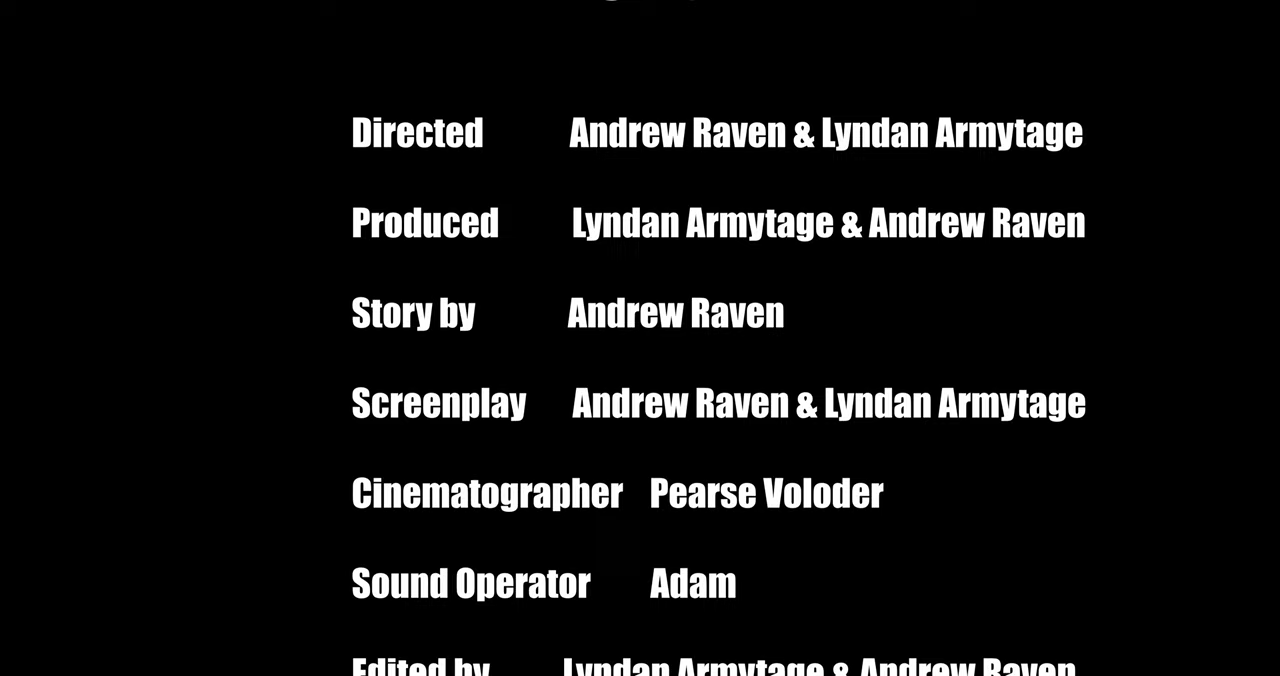 Directed Andrew Raven & Lyndan Armytage
Produced Lyndan Armytage & Andrew Raven
Story by Andrew Raven
Screenplay Andrew Raven & Lyndan Armytage
Cinematographer Pearse Voloder
Sound Operator Adam
Edited by Lyndan Armytage & Andrew Raven